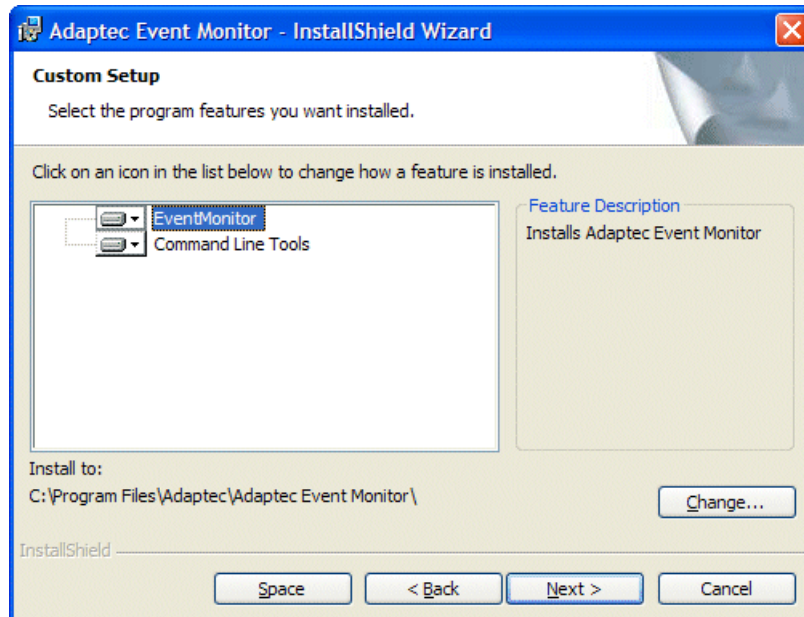 Adaptec Event Monitor - InstallShield Wizard
Custom Setup
Select the program features you want installed.
Click on an icon in the list below to change how a feature is installed.
EventMonitor
Command Line Tools
Feature Description
Installs Adaptec Event Monitor
Install to:
C:\Program Files\Adaptec\Adaptec Event Monitor\
Change...
InstallShield
Space
< Back
Next >
Cancel